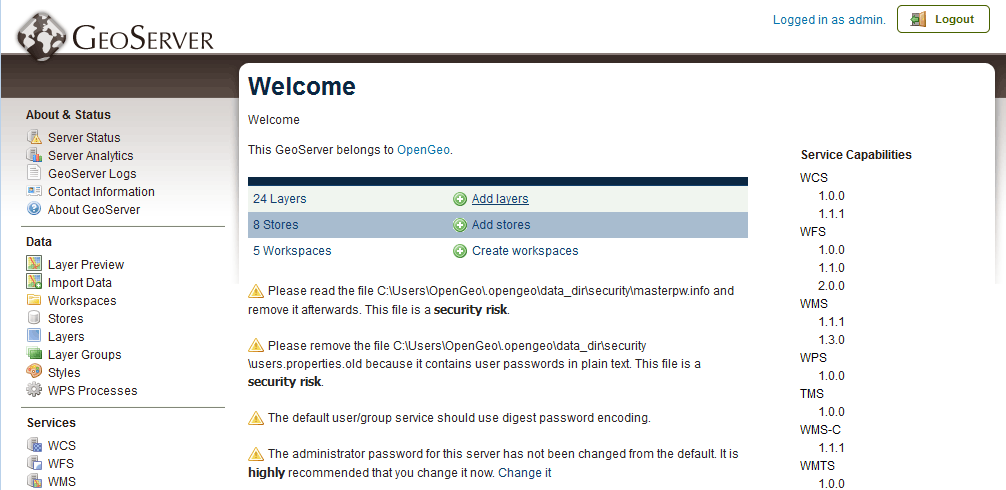 GEOSERVER
Logged in as admin.
Logout
About & Status
Server Status
Server Analytics
GeoServer Logs
Contact Information
About GeoServer
Data
Layer Preview
Import Data
Workspaces
Stores
Layers
Layer Groups
Styles
WPS Processes
Services
WCS
WFS
WMS
Welcome
Welcome
This GeoServer belongs to OpenGeo.
24 Layers Add layers
8 Stores Add stores
5 Workspaces Create workspaces
Please read the file C:\Users\OpenGeo\.opengeo\data_dir\security\masterpw.info and
remove it afterwards. This file is a security risk.
Please remove the file C:\Users\OpenGeo\.opengeo\data_dir\security
\users.properties.old because it contains user passwords in plain text. This file is a
security risk.
The default user/group service should use digest password encoding.
The administrator password for this server has not been changed from the default. It is
highly recommended that you change it now. Change it
Service Capabilities
WCS
1.0.0
1.1.1
WFS
1.0.0
1.1.0
2.0.0
WMS
1.1.1
1.3.0
WPS
1.0.0
TMS
1.0.0
WMS-C
1.1.1
WMTS
1.0.0